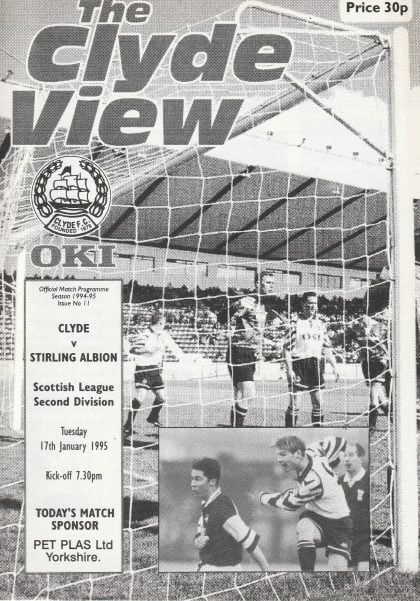 Price 30p
The
Clyde
View
CLYDE F.C.
FOUNDED 1878
OKI
Official Match Programme
Season 1994-95
Issue No 11
CLYDE
v
STIRLING ALBION
Scottish League
Second Division
Tuesday
17th January 1995
Kick-off 7.30pm
TODAY'S MATCH
SPONSOR
PET PLAS Ltd
Yorkshire.